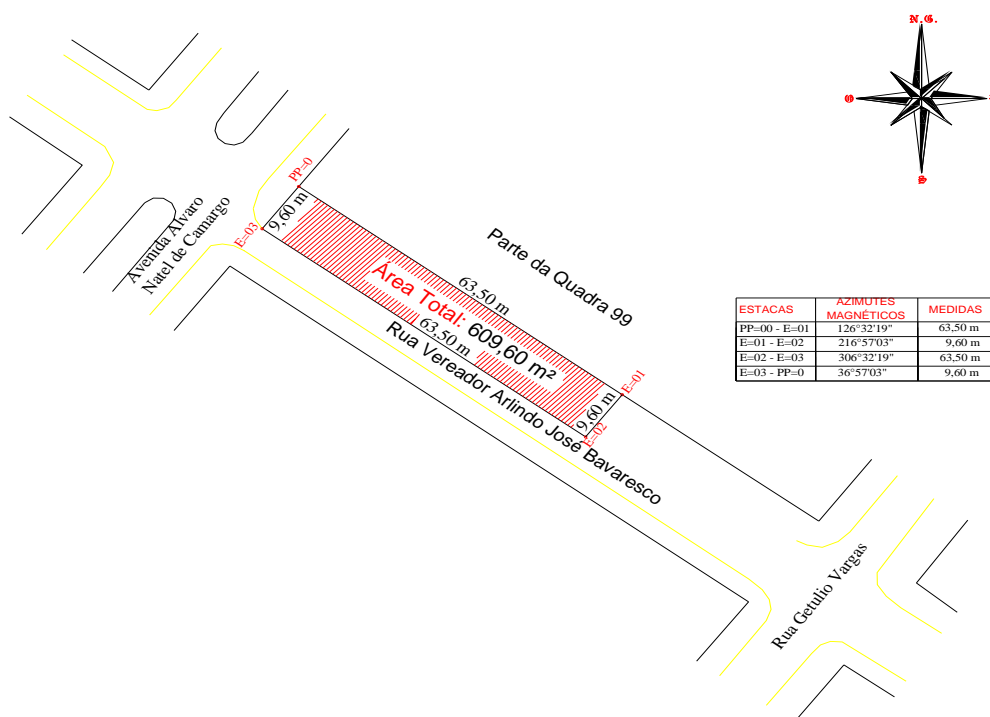 N.G.
O
S
PP=0
9,60 m
E=03
Avenida Alvaro
Natel de Camargo
Parte da Quadra 99
63,50 m
Área Total: 609,60 m²
63,50 m
Rua Vereador Arlindo José Bavaresco
E=01
9,60 m
E=02
Rua Getulio Vargas
ESTACAS AZIMUTES MAGNÉTICOS MEDIDAS
PP=00 - E=01 126°32'19" 63,50 m
E=01 - E=02 216°57'03" 9,60 m
E=02 - E=03 306°32'19" 63,50 m
E=03 - PP=0 36°57'03" 9,60 m